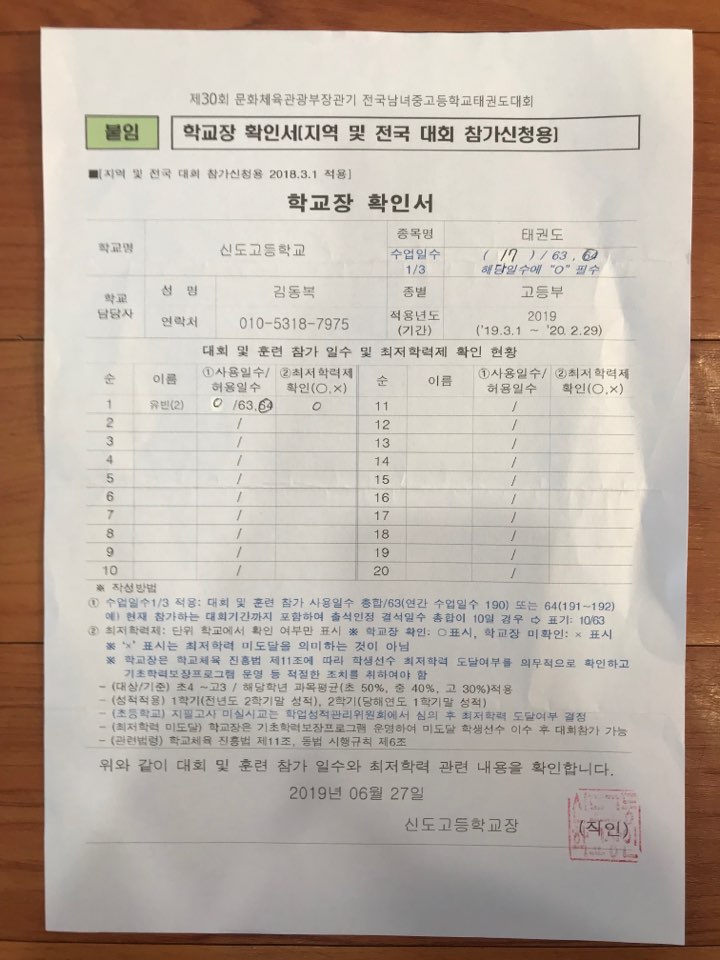 제30회 문화체육관광부장관기 전국남녀중고등학교태권도대회
붙임 학교장 확인서(지역 및 전국 대회 참가신청용)
■[지역 및 전국 대회 참가신청용 2018.3.1 적용]
학교장 확인서
학교명 신도고등학교 종목명 태권도
수업일수 1/3 ( 17 ) / 63, 64
해당일수에 "O" 필수
학교 담당자 성 명 김동복 종별 고등부
연락처 010-5318-7975 적용년도 (기간) 2019
('19.3.1 ~ '20.2.29)
대회 및 훈련 참가 일수 및 최저학력제 확인 현황
순 이름 ①사용일수/허용일수 ②최저학력제 확인(○,×) 순 이름 ①사용일수/허용일수 ②최저학력제 확인(○,×)
1 유빈(2) 0 /63,64 ○ 11 /
2 / 12 /
3 / 13 /
4 / 14 /
5 / 15 /
6 / 16 /
7 / 17 /
8 / 18 /
9 / 19 /
10 / 20 /
※ 작성방법
① 수업일수1/3 적용: 대회 및 훈련 참가 사용일수 총합/63(연간 수업일수 190) 또는 64(191~192)
예) 현재 참가하는 대회기간까지 포함하여 출석인정 결석일수 총합이 10일 경우 ⇨ 표기: 10/63
② 최저학력제: 단위 학교에서 확인 여부만 표시 ※ 학교장 확인: ○표시, 학교장 미확인: × 표시
※ '×' 표시는 최저학력 미도달을 의미하는 것이 아님
※ 학교장은 학교체육 진흥법 제11조에 따라 학생선수 최저학력 도달여부를 의무적으로 확인하고
기초학력보장프로그램 운영 등 적절한 조치를 취하여야 함
- (대상/기준) 초4 ~고3 / 해당학년 과목평균(초 50%, 중 40%, 고 30%)적용
- (성적적용) 1학기(전년도 2학기말 성적), 2학기(당해연도 1학기말 성적)
- (초등학교) 지필고사 미실시교는 학업성적관리위원회에서 심의 후 최저학력 도달여부 결정
- (최저학력 미도달) 학교장은 기초학력보장프로그램 운영하여 미도달 학생선수 이수 후 대회참가 가능
- (관련법령) 학교체육 진흥법 제11조, 동법 시행규칙 제6조
위와 같이 대회 및 훈련 참가 일수와 최저학력 관련 내용을 확인합니다.
2019년 06월 27일
신도고등학교장 (직인)